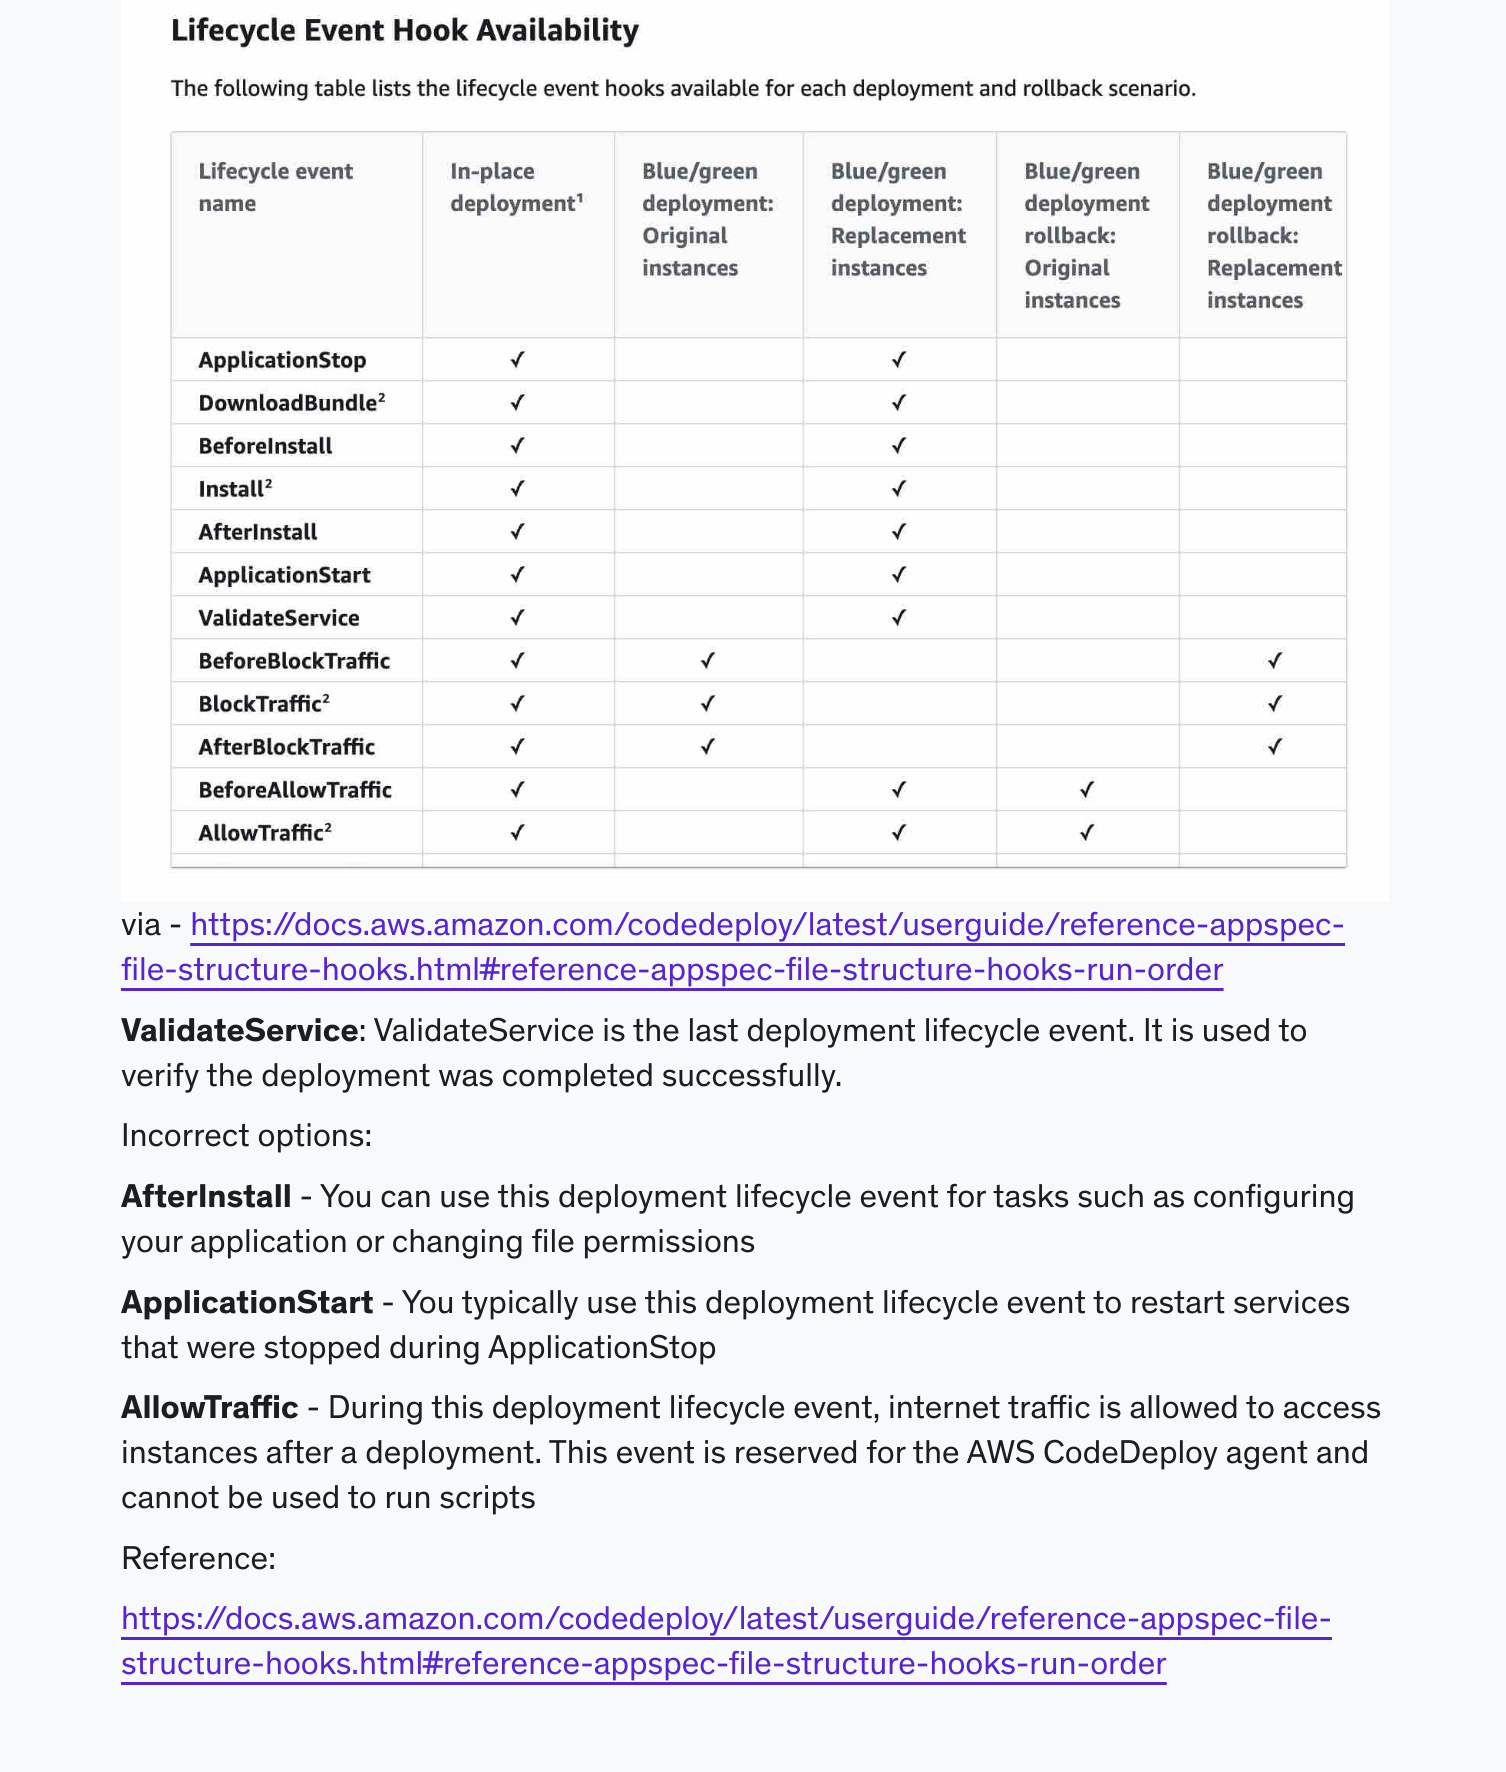 Lifecycle Event Hook Availability
The following table lists the lifecycle event hooks available for each deployment and rollback scenario.
Lifecycle event name | In-place deployment¹ | Blue/green deployment: Original instances | Blue/green deployment: Replacement instances | Blue/green deployment rollback: Original instances | Blue/green deployment rollback: Replacement instances
ApplicationStop | ✓ | | ✓ | |
DownloadBundle² | ✓ | | ✓ | |
BeforeInstall | ✓ | | ✓ | |
Install² | ✓ | | ✓ | |
AfterInstall | ✓ | | ✓ | |
ApplicationStart | ✓ | | ✓ | |
ValidateService | ✓ | | ✓ | |
BeforeBlockTraffic | ✓ | ✓ | | | ✓
BlockTraffic² | ✓ | ✓ | | | ✓
AfterBlockTraffic | ✓ | ✓ | | | ✓
BeforeAllowTraffic | ✓ | | ✓ | ✓ |
AllowTraffic² | ✓ | | ✓ | ✓ |
via - https://docs.aws.amazon.com/codedeploy/latest/userguide/reference-appspec-
file-structure-hooks.html#reference-appspec-file-structure-hooks-run-order
ValidateService: ValidateService is the last deployment lifecycle event. It is used to
verify the deployment was completed successfully.
Incorrect options:
AfterInstall - You can use this deployment lifecycle event for tasks such as configuring
your application or changing file permissions
ApplicationStart - You typically use this deployment lifecycle event to restart services
that were stopped during ApplicationStop
AllowTraffic - During this deployment lifecycle event, internet traffic is allowed to access
instances after a deployment. This event is reserved for the AWS CodeDeploy agent and
cannot be used to run scripts
Reference:
https://docs.aws.amazon.com/codedeploy/latest/userguide/reference-appspec-file-
structure-hooks.html#reference-appspec-file-structure-hooks-run-order